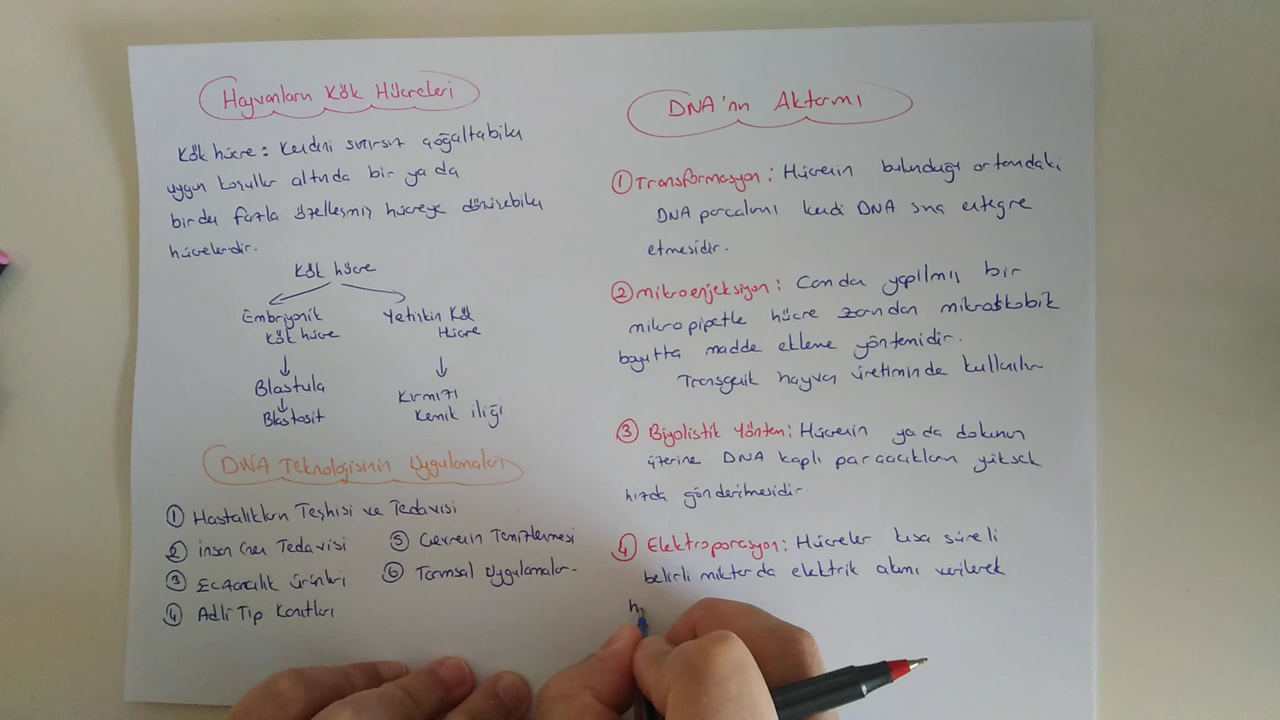 Hayvanların Kök Hücreleri
Kök hücre: Kendini sınırsız çoğaltabilen
uygun koşullar altında bir ya da
birden fazla özelleşmiş hücreye dönüşebilen
hücrelerdir.
Kök hücre
Embriyonik Kök hücre
Yetişkin Kök Hücre
Blastula
Blastosit
Kırmızı
Kemik iliği
DNA Teknolojisinin Uygulamaları
① Hastalıkların Teşhisi ve Tedavisi
② insan Gen Tedavisi
③ Eczacılık ürünleri
④ Adli Tıp Kanıtları
⑤ Çevrenin Temizlenmesi
⑥ Tarımsal Uygulamalar.
DNA'nın Aktarımı
① Transformasyon: Hücrenin bulunduğu ortamdaki
DNA parçalarını kendi DNA sına entegre
etmesidir.
② mikroenjeksiyon: Camdan yapılmış bir
mikropipetle hücre zarından mikroskobik
boyutta madde ekleme yöntemidir.
Transgenik hayvan üretiminde kullanılır
③ Biyolistik Yöntem: Hücrenin ya da dokunun
üzerine DNA kaplı parçacıkların yüksek
hızda gönderilmesidir.
④ Elektroporasyon: Hücreler kısa süreli
belirli miktarda elektrik akımı verilerek
h